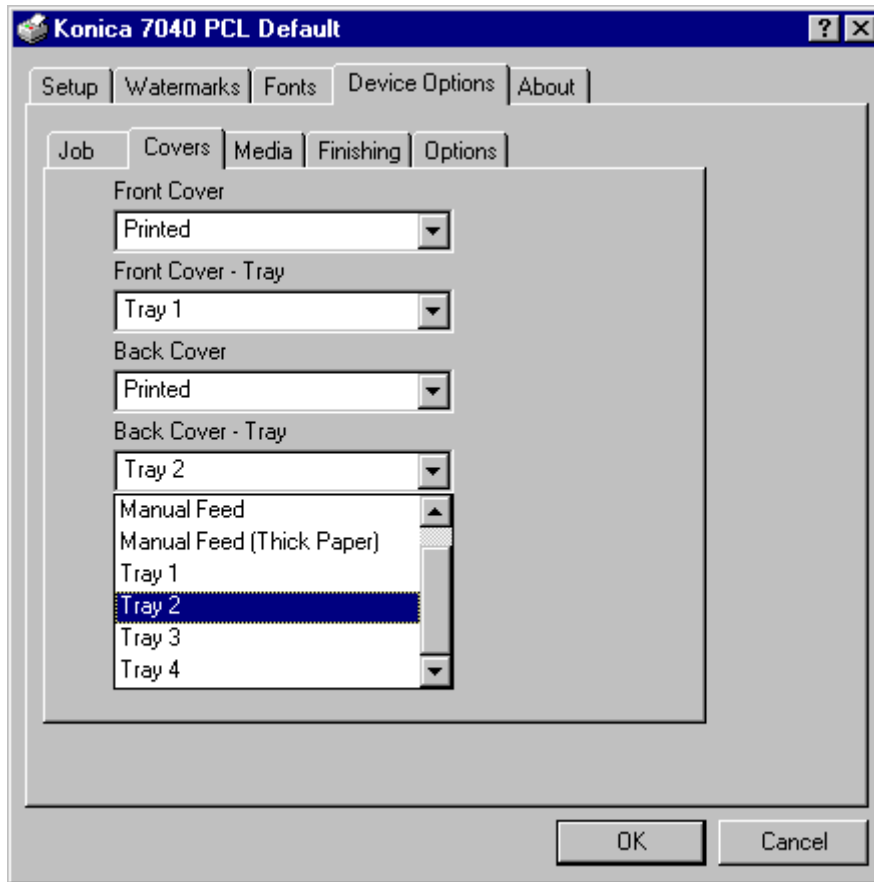 Konica 7040 PCL Default
Setup Watermarks Fonts Device Options About
Job Covers Media Finishing Options
Front Cover
Printed
Front Cover - Tray
Tray 1
Back Cover
Printed
Back Cover - Tray
Tray 2
Manual Feed
Manual Feed (Thick Paper)
Tray 1
Tray 2
Tray 3
Tray 4
OK Cancel